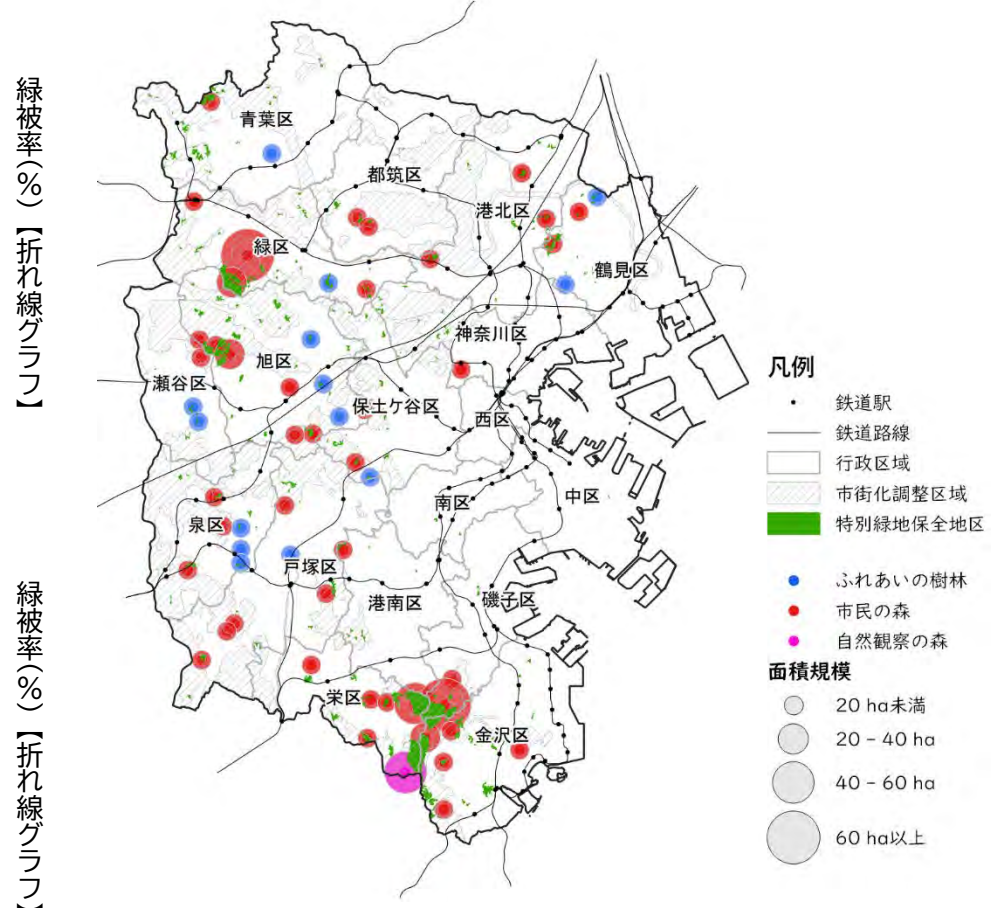 緑被率(%)【折れ線グラフ】
緑被率(%)【折れ線グラフ】
青葉区
都筑区
港北区
緑区
鶴見区
神奈川区
旭区
瀬谷区
保土ケ谷区
西区
南区
中区
泉区
戸塚区
港南区
磯子区
栄区
金沢区
凡例
鉄道駅
鉄道路線
行政区域
市街化調整区域
特別緑地保全地区
ふれあいの樹林
市民の森
自然観察の森
面積規模
20 ha未満
20 – 40 ha
40 – 60 ha
60 ha以上